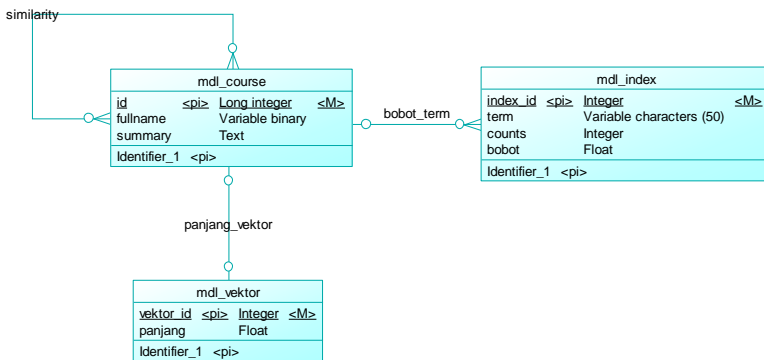 similarity
mdl_course
id <pi> Long integer <M>
fullname Variable binary
summary Text
Identifier_1 <pi>
bobot_term
mdl_index
index_id <pi> Integer <M>
term Variable characters (50)
counts Integer
bobot Float
Identifier_1 <pi>
panjang_vektor
mdl_vektor
vektor_id <pi> Integer <M>
panjang Float
Identifier_1 <pi>